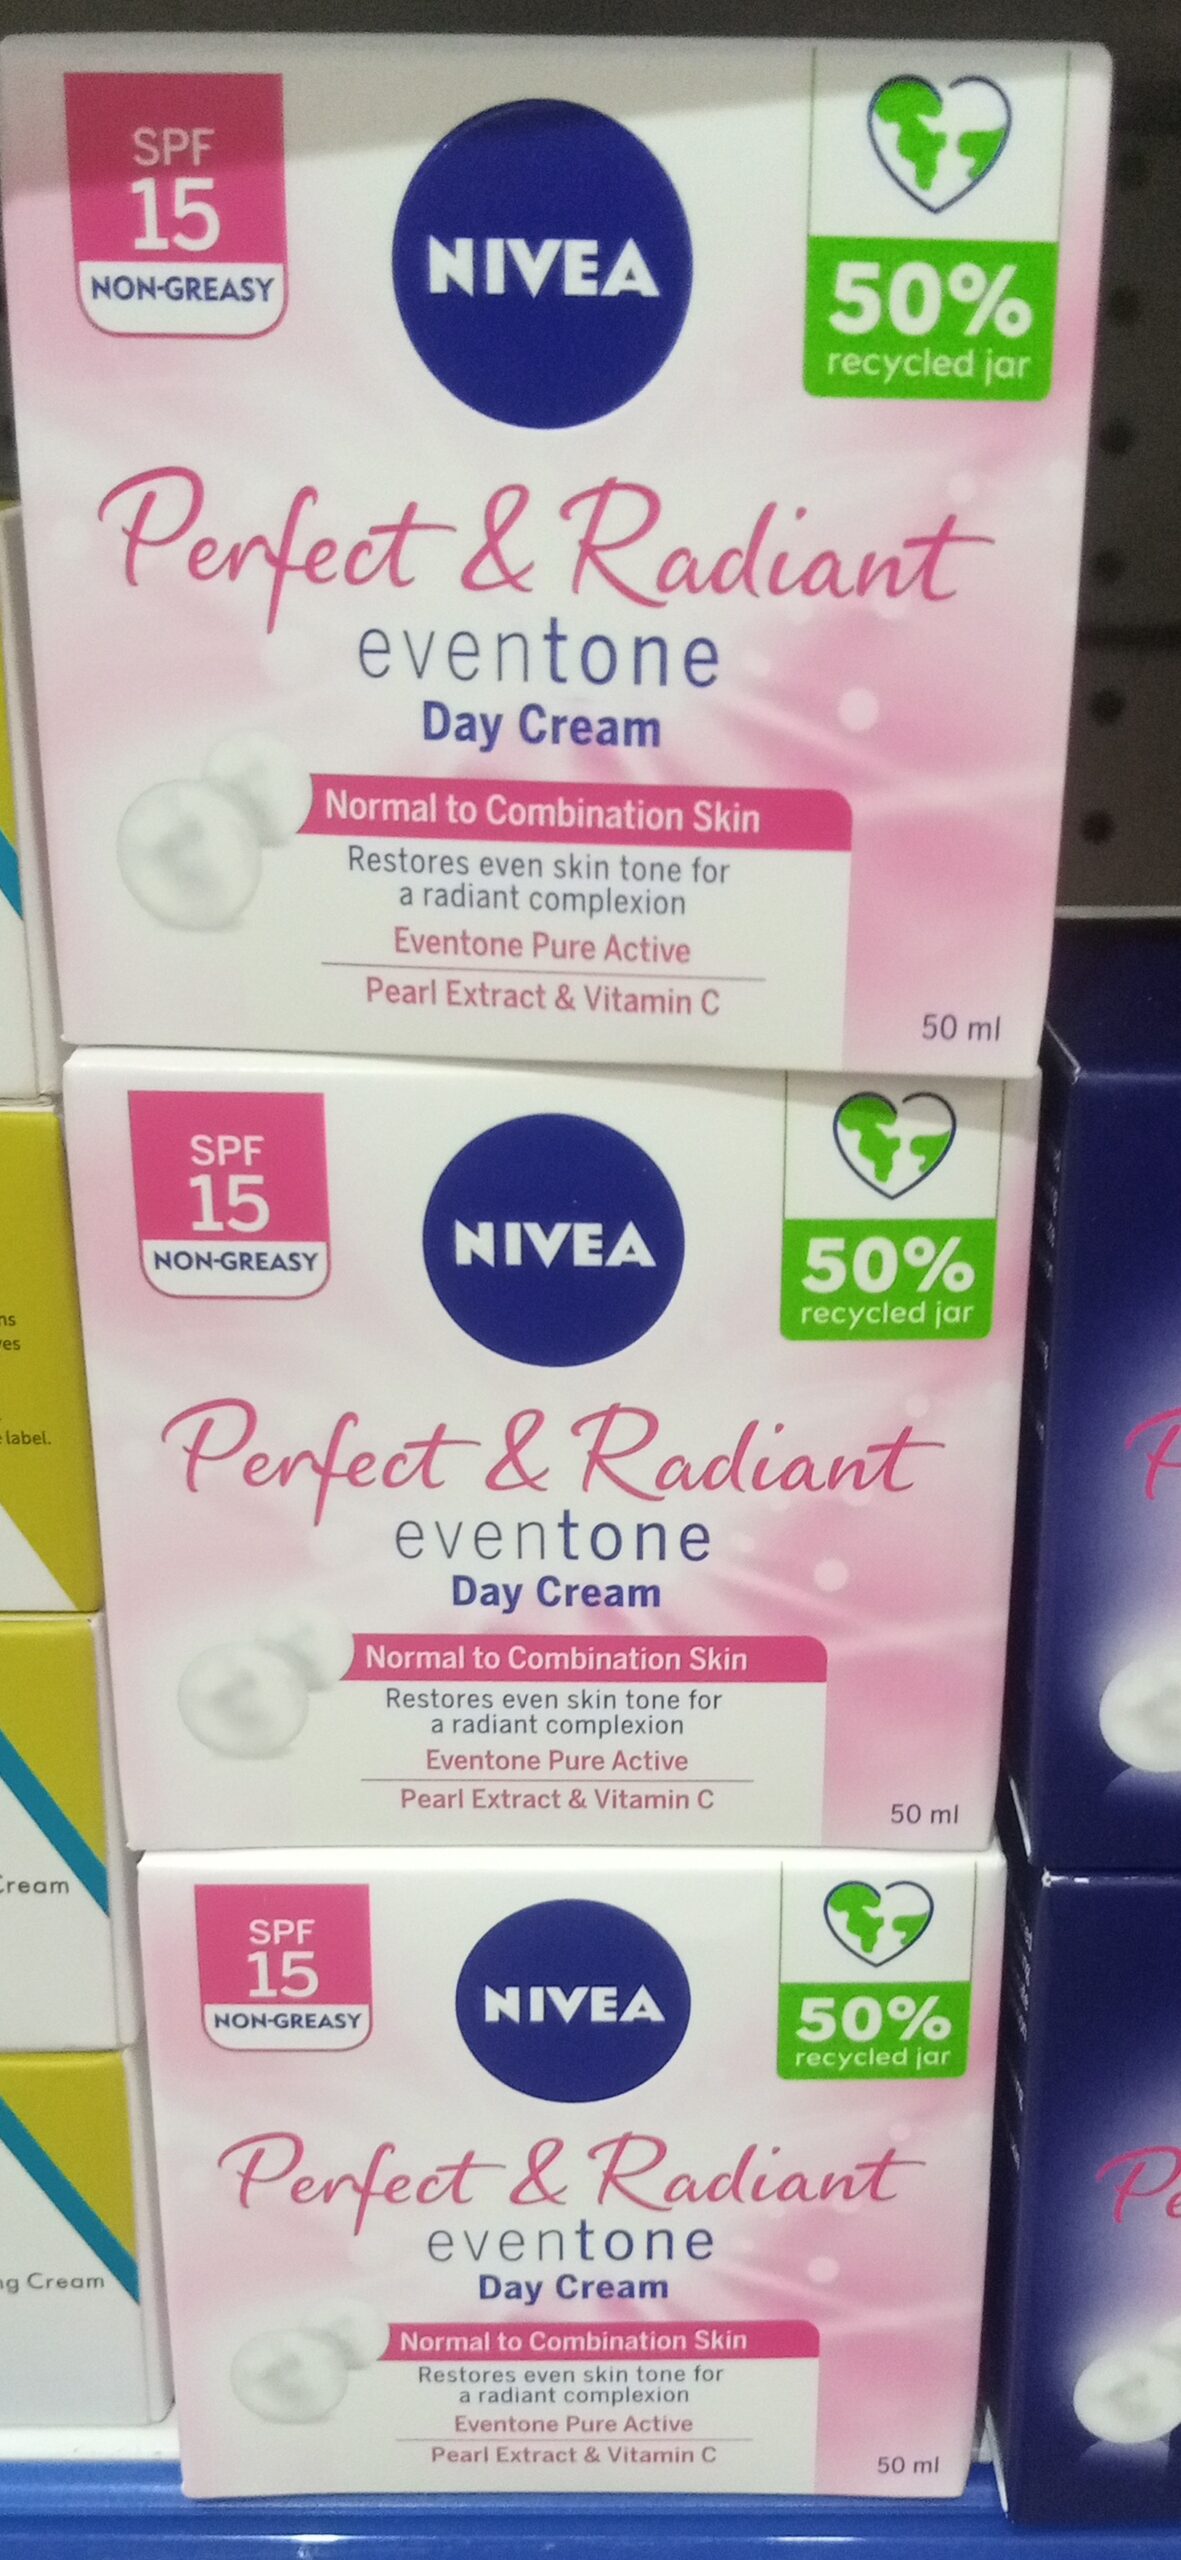 SPF
15
NON-GREASY
NIVEA
50%
recycled jar
Perfect & Radiant
eventone
Day Cream
Normal to Combination Skin
Restores even skin tone for
a radiant complexion
Eventone Pure Active
Pearl Extract & Vitamin C
50 ml
SPF
15
NON-GREASY
NIVEA
50%
recycled jar
Perfect & Radiant
eventone
Day Cream
Normal to Combination Skin
Restores even skin tone for
a radiant complexion
Eventone Pure Active
Pearl Extract & Vitamin C
50 ml
SPF
15
NON-GREASY
NIVEA
50%
recycled jar
Perfect & Radiant
eventone
Day Cream
Normal to Combination Skin
Restores even skin tone for
a radiant complexion
Eventone Pure Active
Pearl Extract & Vitamin C
50 ml
label.
Cream